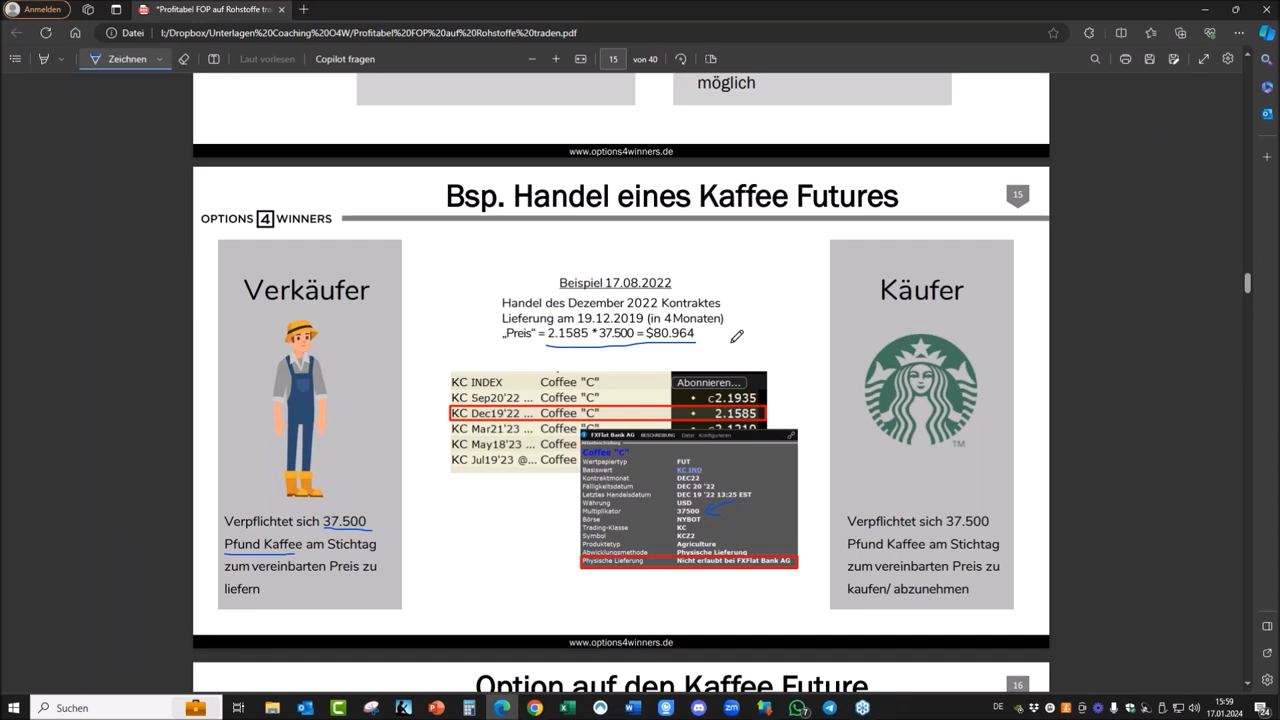 Anmelden
*Profitabel FOP auf Rohstoffe tra
Datei
I:/Dropbox/Unterlagen%20Coaching%20O4W/Profitabel%20FOP%20auf%20Rohstoffe%20traden.pdf
Zeichnen
Laut vorlesen
Copilot fragen
15
von 40
möglich
www.options4winners.de
Bsp. Handel eines Kaffee Futures
15
OPTIONS 4 WINNERS
Verkäufer
Verpflichtet sich 37.500
Pfund Kaffee am Stichtag
zum vereinbarten Preis zu
liefern
Beispiel 17.08.2022
Handel des Dezember 2022 Kontraktes
Lieferung am 19.12.2019 (in 4 Monaten)
„Preis“ = 2.1585 * 37.500 = $80.964
KC INDEX Coffee "C" Abonnieren...
KC Sep20'22 ... Coffee "C" c2.1935
KC Dec19'22 ... Coffee "C" 2.1585
KC Mar21'23 ... Coffee "C"
KC May18'23 ... Coffee
KC Jul19'23 @... Coffee
FXFlat Bank AG BESCHREIBUNG Datei Konfigurieren
Coffee "C"
Wertpapiertyp FUT
Basiswert KC IND
Kontraktmonat DEC22
Fälligkeitsdatum DEC 20 '22
Letztes Handelsdatum DEC 19 '22 13:25 EST
Währung USD
Multiplikator 37500
Börse NYBOT
Trading-Klasse KC
Symbol KCZ2
Produktetyp Agriculture
Abwicklungsmethode Physische Lieferung
Physische Lieferung Nicht erlaubt bei FXFlat Bank AG
Käufer
TM
Verpflichtet sich 37.500
Pfund Kaffee am Stichtag
zum vereinbarten Preis zu
kaufen/ abzunehmen
www.options4winners.de
Option auf den Kaffee Future
16
Suchen
DE
15:59
17.01.2024